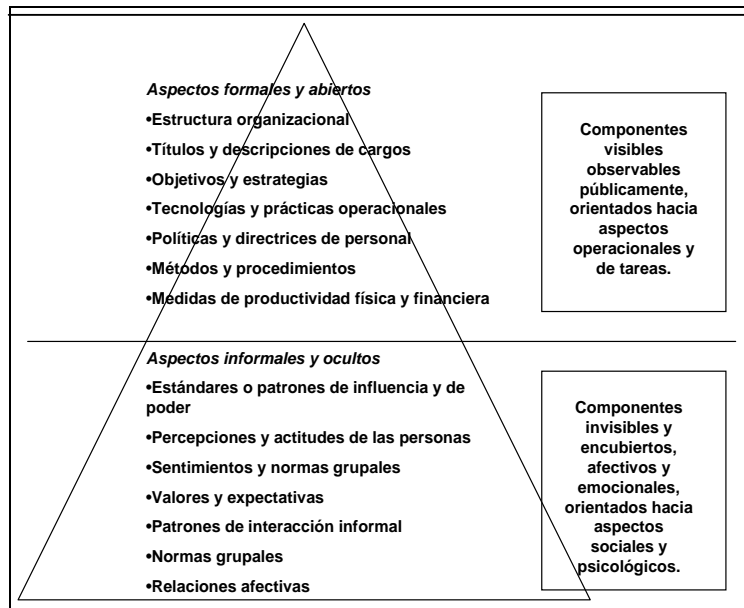 Aspectos formales y abiertos
•Estructura organizacional
•Títulos y descripciones de cargos
•Objetivos y estrategias
•Tecnologías y prácticas operacionales
•Políticas y directrices de personal
•Métodos y procedimientos
•Medidas de productividad física y financiera
Componentes
visibles
observables
públicamente,
orientados hacia
aspectos
operacionales y
de tareas.
Aspectos informales y ocultos
•Estándares o patrones de influencia y de
poder
•Percepciones y actitudes de las personas
•Sentimientos y normas grupales
•Valores y expectativas
•Patrones de interacción informal
•Normas grupales
•Relaciones afectivas
Componentes
invisibles y
encubiertos,
afectivos y
emocionales,
orientados hacia
aspectos
sociales y
psicológicos.